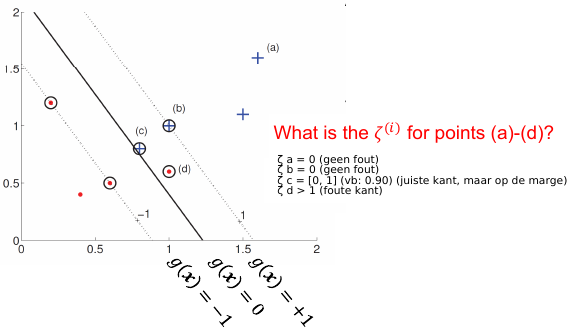 2
1.5
1
0.5
0
0
0.5
1
1.5
2
(a)
(b)
(c)
(d)
−1
1
g(x) = −1
g(x) = 0
g(x) = +1
What is the ζ⁽ⁱ⁾ for points (a)-(d)?
ζ a = 0 (geen fout)
ζ b = 0 (geen fout)
ζ c = [0, 1] (vb: 0.90) (juiste kant, maar op de marge)
ζ d > 1 (foute kant)